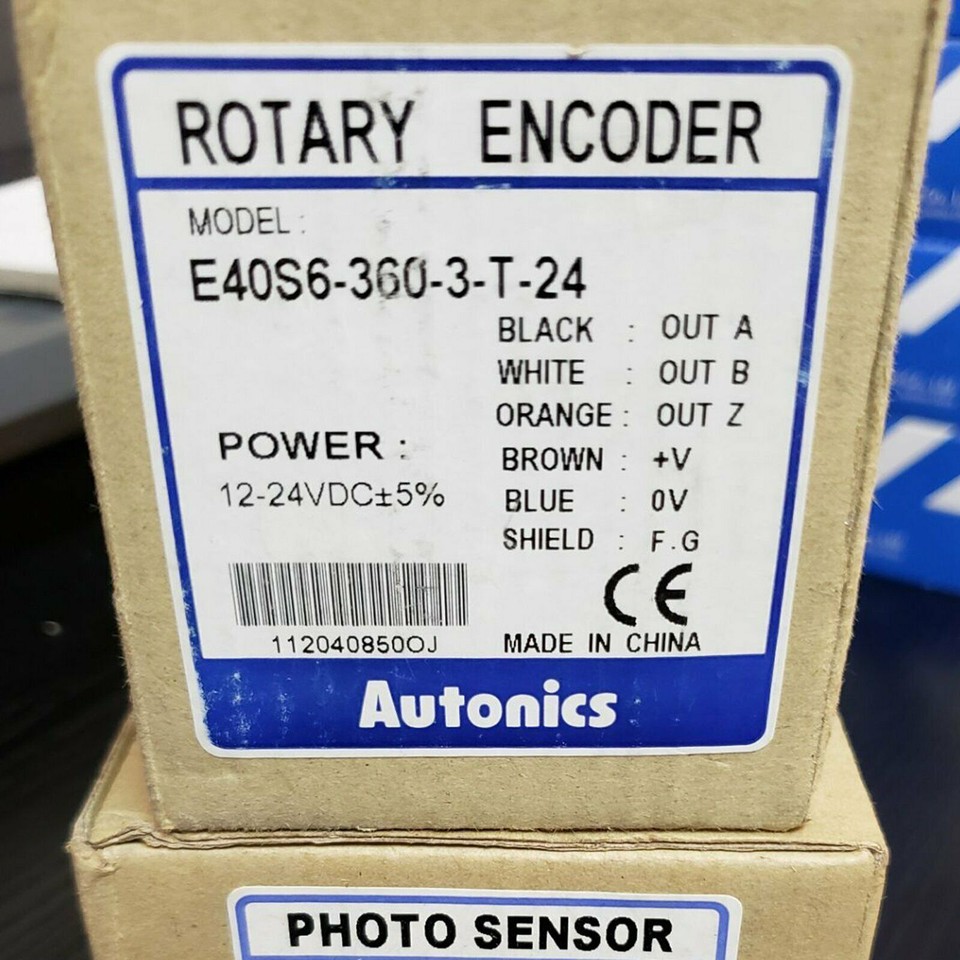 ROTARY ENCODER
MODEL :
E40S6-360-3-T-24
BLACK : OUT A
WHITE : OUT B
ORANGE : OUT Z
POWER :
BROWN : +V
12-24VDC±5%
BLUE : 0V
SHIELD : F.G
CE
112040850OJ
MADE IN CHINA
Autonics
PHOTO SENSOR